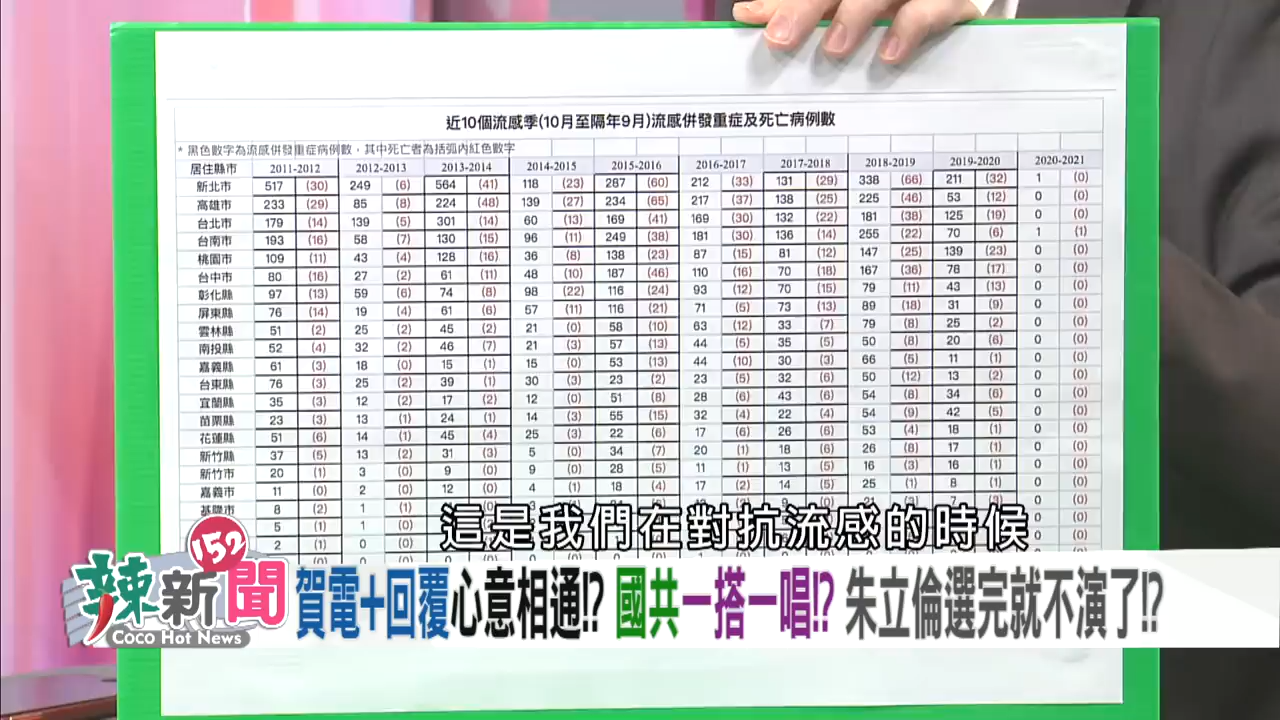 近10個流感季(10月至隔年9月)流感併發重症及死亡病例數
* 黑色數字為流感併發重症病例數，其中死亡者為括弧內紅色數字
居住縣市 2011-2012 2012-2013 2013-2014 2014-2015 2015-2016 2016-2017 2017-2018 2018-2019 2019-2020 2020-2021
新北市 517 (30) 249 (6) 564 (41) 118 (23) 287 (60) 212 (33) 131 (29) 338 (66) 211 (32) 1 (0)
高雄市 233 (29) 85 (8) 224 (48) 139 (27) 234 (65) 217 (37) 138 (25) 225 (46) 53 (12) 0 (0)
台北市 179 (14) 139 (5) 301 (14) 60 (13) 169 (41) 169 (30) 132 (22) 181 (38) 125 (19) 0 (0)
台南市 193 (16) 58 (7) 130 (15) 96 (11) 249 (38) 181 (30) 136 (14) 255 (22) 70 (6) 1 (1)
桃園市 109 (11) 43 (4) 128 (16) 36 (8) 138 (23) 87 (15) 81 (12) 147 (25) 139 (23) 0 (0)
台中市 80 (16) 27 (2) 61 (11) 48 (10) 187 (46) 110 (16) 70 (18) 167 (36) 78 (17) 0 (0)
彰化縣 97 (13) 59 (6) 74 (8) 98 (22) 116 (24) 93 (12) 70 (15) 79 (11) 43 (13) 0 (0)
屏東縣 76 (14) 19 (4) 61 (6) 57 (11) 116 (21) 71 (5) 73 (13) 89 (18) 31 (9) 0 (0)
雲林縣 51 (2) 25 (2) 45 (2) 21 (0) 58 (10) 63 (12) 33 (7) 79 (8) 25 (2) 0 (0)
南投縣 52 (4) 32 (2) 46 (7) 21 (3) 57 (13) 44 (5) 35 (5) 50 (8) 20 (6) 0 (0)
嘉義縣 61 (3) 18 (0) 15 (1) 15 (0) 53 (13) 44 (10) 30 (3) 66 (5) 11 (1) 0 (0)
台東縣 76 (3) 25 (2) 39 (1) 30 (3) 23 (2) 23 (5) 32 (6) 50 (12) 13 (2) 0 (0)
宜蘭縣 35 (3) 12 (2) 17 (2) 12 (0) 51 (8) 28 (6) 43 (6) 54 (8) 34 (6) 0 (0)
苗栗縣 23 (3) 13 (1) 24 (1) 14 (3) 55 (15) 32 (4) 22 (4) 54 (9) 42 (5) 0 (0)
花蓮縣 51 (6) 14 (1) 45 (4) 25 (3) 22 (6) 17 (6) 26 (6) 53 (4) 18 (1) 0 (0)
新竹縣 37 (5) 13 (2) 31 (3) 5 (0) 34 (7) 20 (1) 18 (6) 26 (8) 17 (1) 0 (0)
新竹市 20 (1) 3 (0) 9 (0) 9 (0) 28 (5) 11 (1) 13 (5) 16 (3) 16 (1) 0 (0)
嘉義市 11 (0) 2 (0) 12 (0) 4 (1) 18 (4) 17 (2) 14 (5) 25 (1) 8 (1) 0 (0)
基隆市 8 (2) 1 (1) 0 (0)
5 (1) 1 (0) 0 (0)
2 (1) 0 (0) 0 (0)
這是我們在對抗流感的時候
152
辣新聞
Coco Hot News
賀電+回覆心意相通!? 國共一搭一唱!? 朱立倫選完就不演了!?